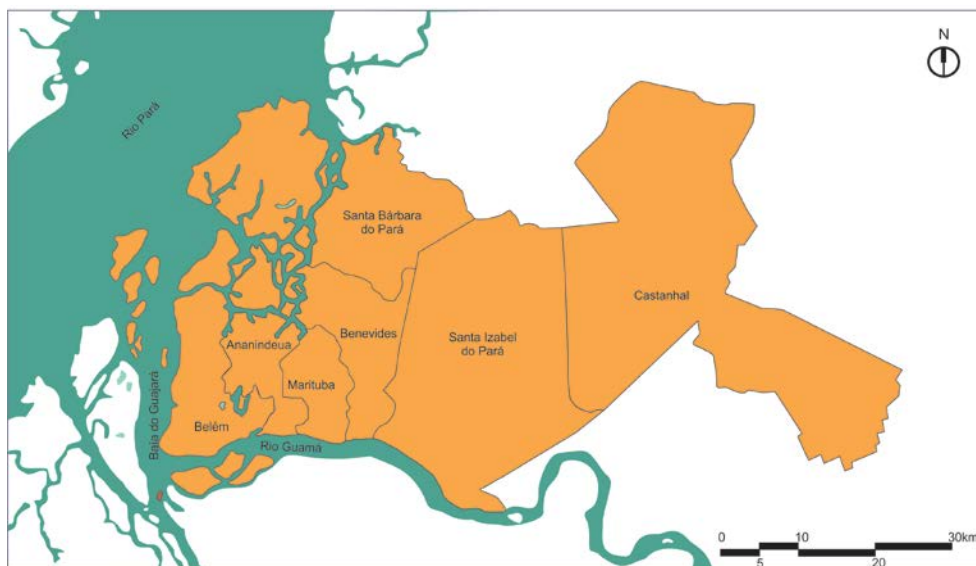 N
Rio Pará
Santa Bárbara
do Pará
Castanhal
Benevides
Santa Izabel
do Pará
Ananindeua
Marituba
Baía do Guajará
Belém
Rio Guamá
0 10 30km
5 20